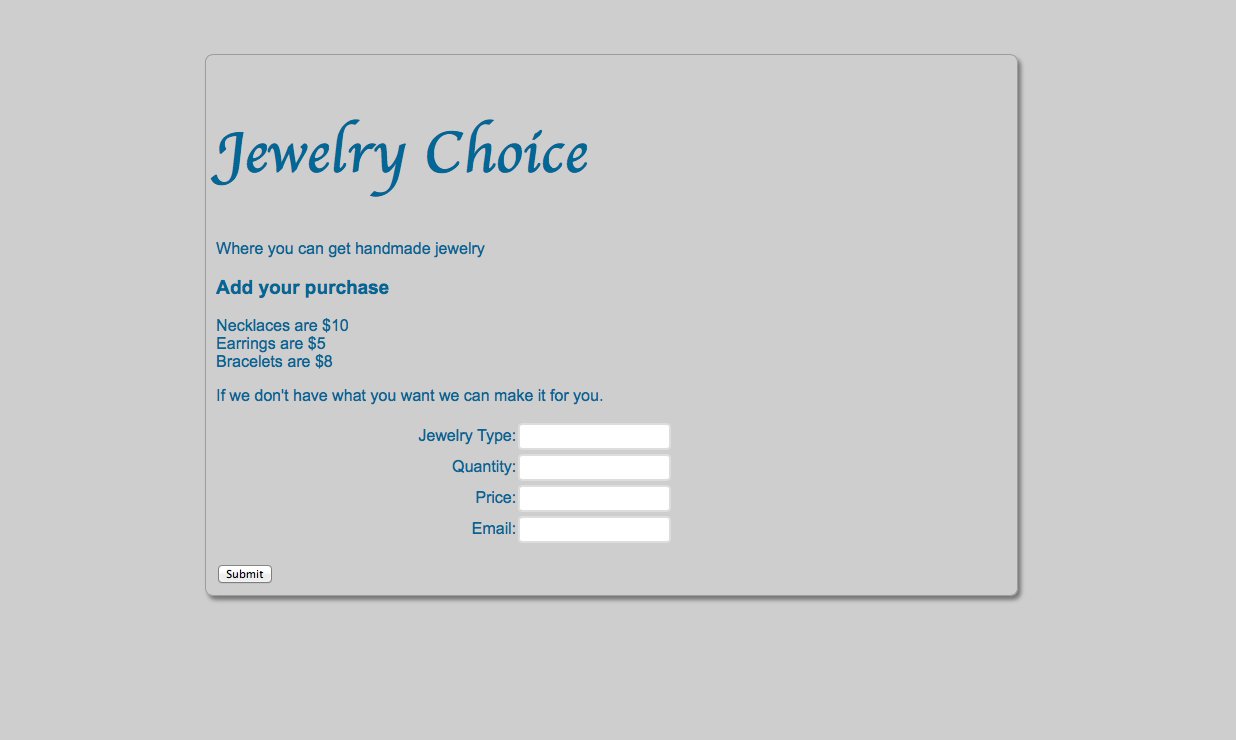 Jewelry Choice
Where you can get handmade jewelry
Add your purchase
Necklaces are $10
Earrings are $5
Bracelets are $8
If we don't have what you want we can make it for you.
Jewelry Type:
Quantity:
Price:
Email:
Submit